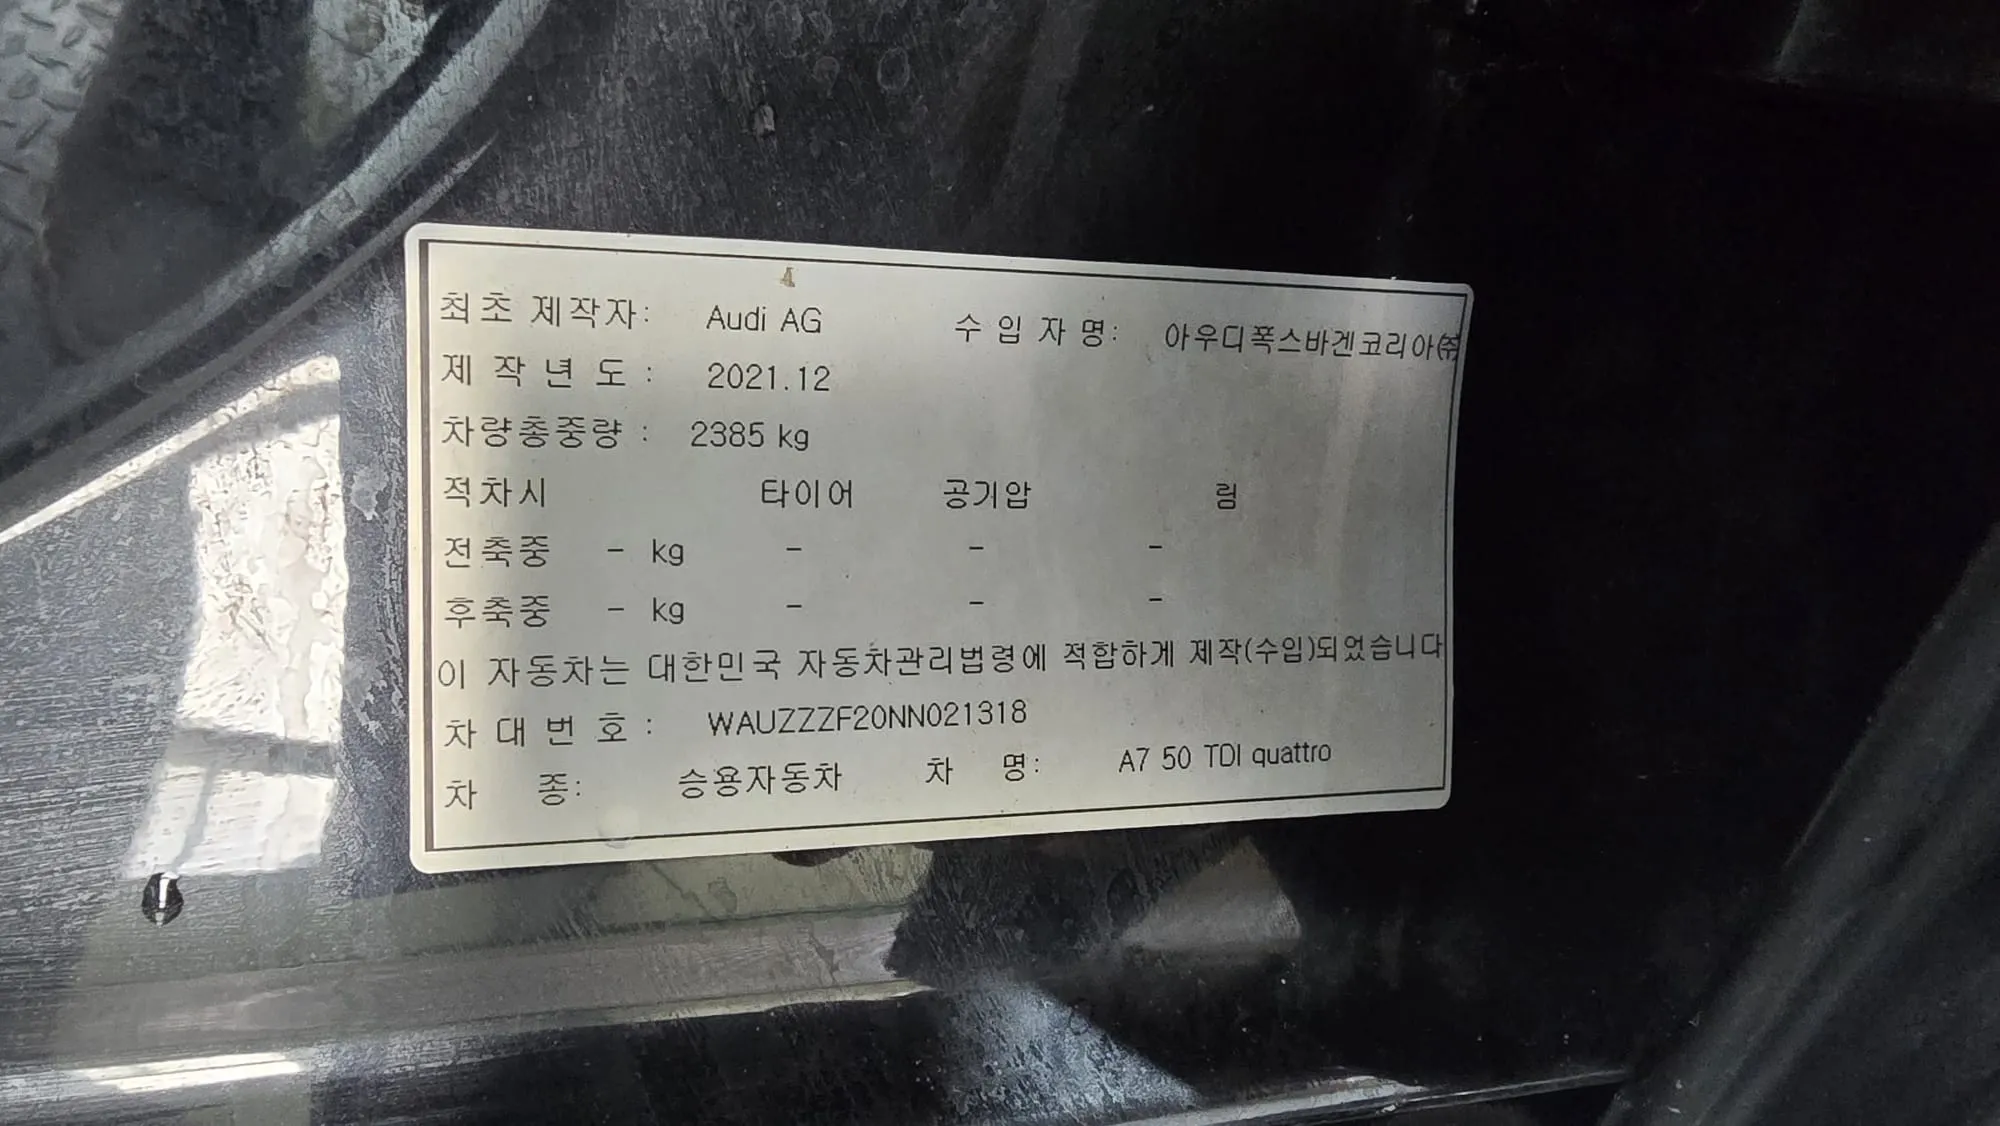 최초 제작자: Audi AG 수 입 자 명: 아우디폭스바겐코리아㈜
제 작 년 도 : 2021.12
차량총중량 : 2385 kg
적차시 타이어 공기압 림
전축중 - kg - - -
후축중 - kg - - -
이 자동차는 대한민국 자동차관리법령에 적합하게 제작(수입)되었습니다
차 대 번 호 : WAUZZZF20NN021318
차 종: 승용자동차 차 명: A7 50 TDI quattro